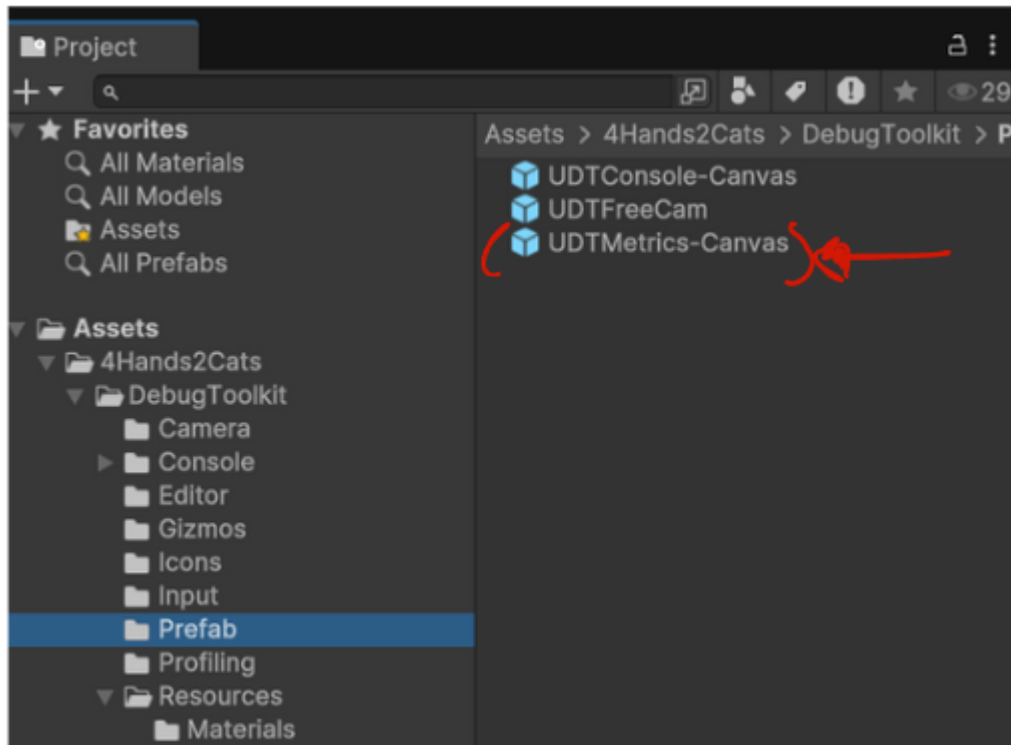 Project
29
Favorites
All Materials
All Models
Assets
All Prefabs
Assets
4Hands2Cats
DebugToolkit
Camera
Console
Editor
Gizmos
Icons
Input
Prefab
Profiling
Resources
Materials
Assets > 4Hands2Cats > DebugToolkit > P
UDTConsole-Canvas
UDTFreeCam
UDTMetrics-Canvas